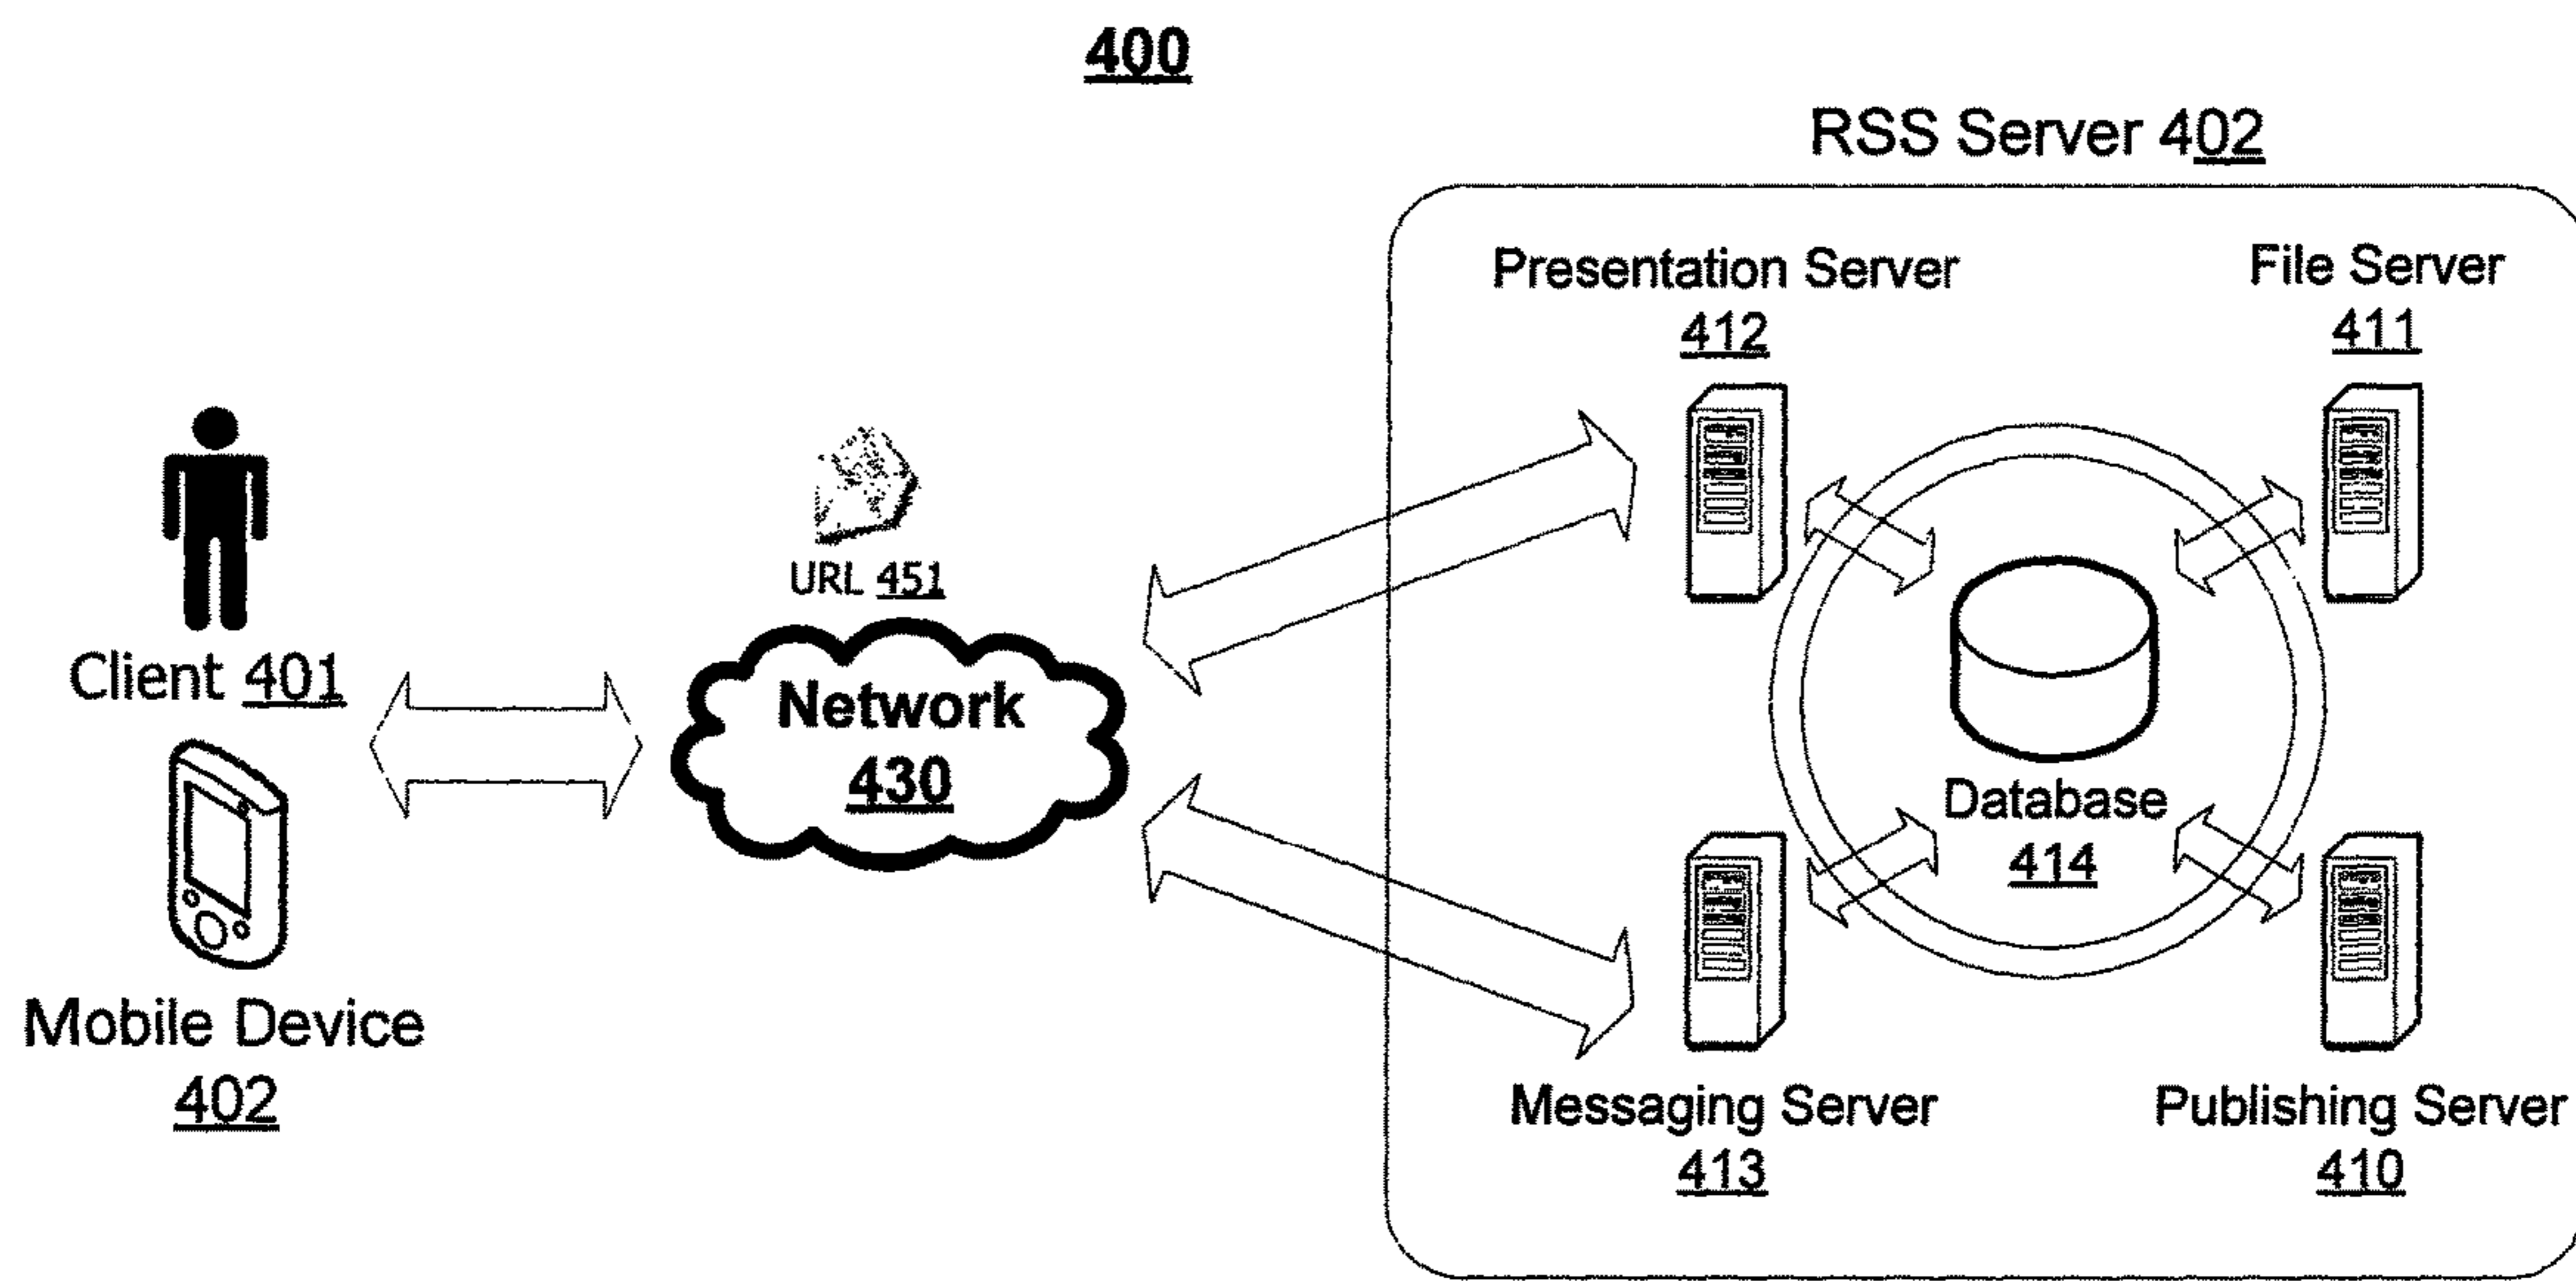 400
RSS Server 402
Presentation Server
412
File Server
411
URL 451
Client 401
Network
430
Mobile Device
402
Database
414
Messaging Server
413
Publishing Server
410